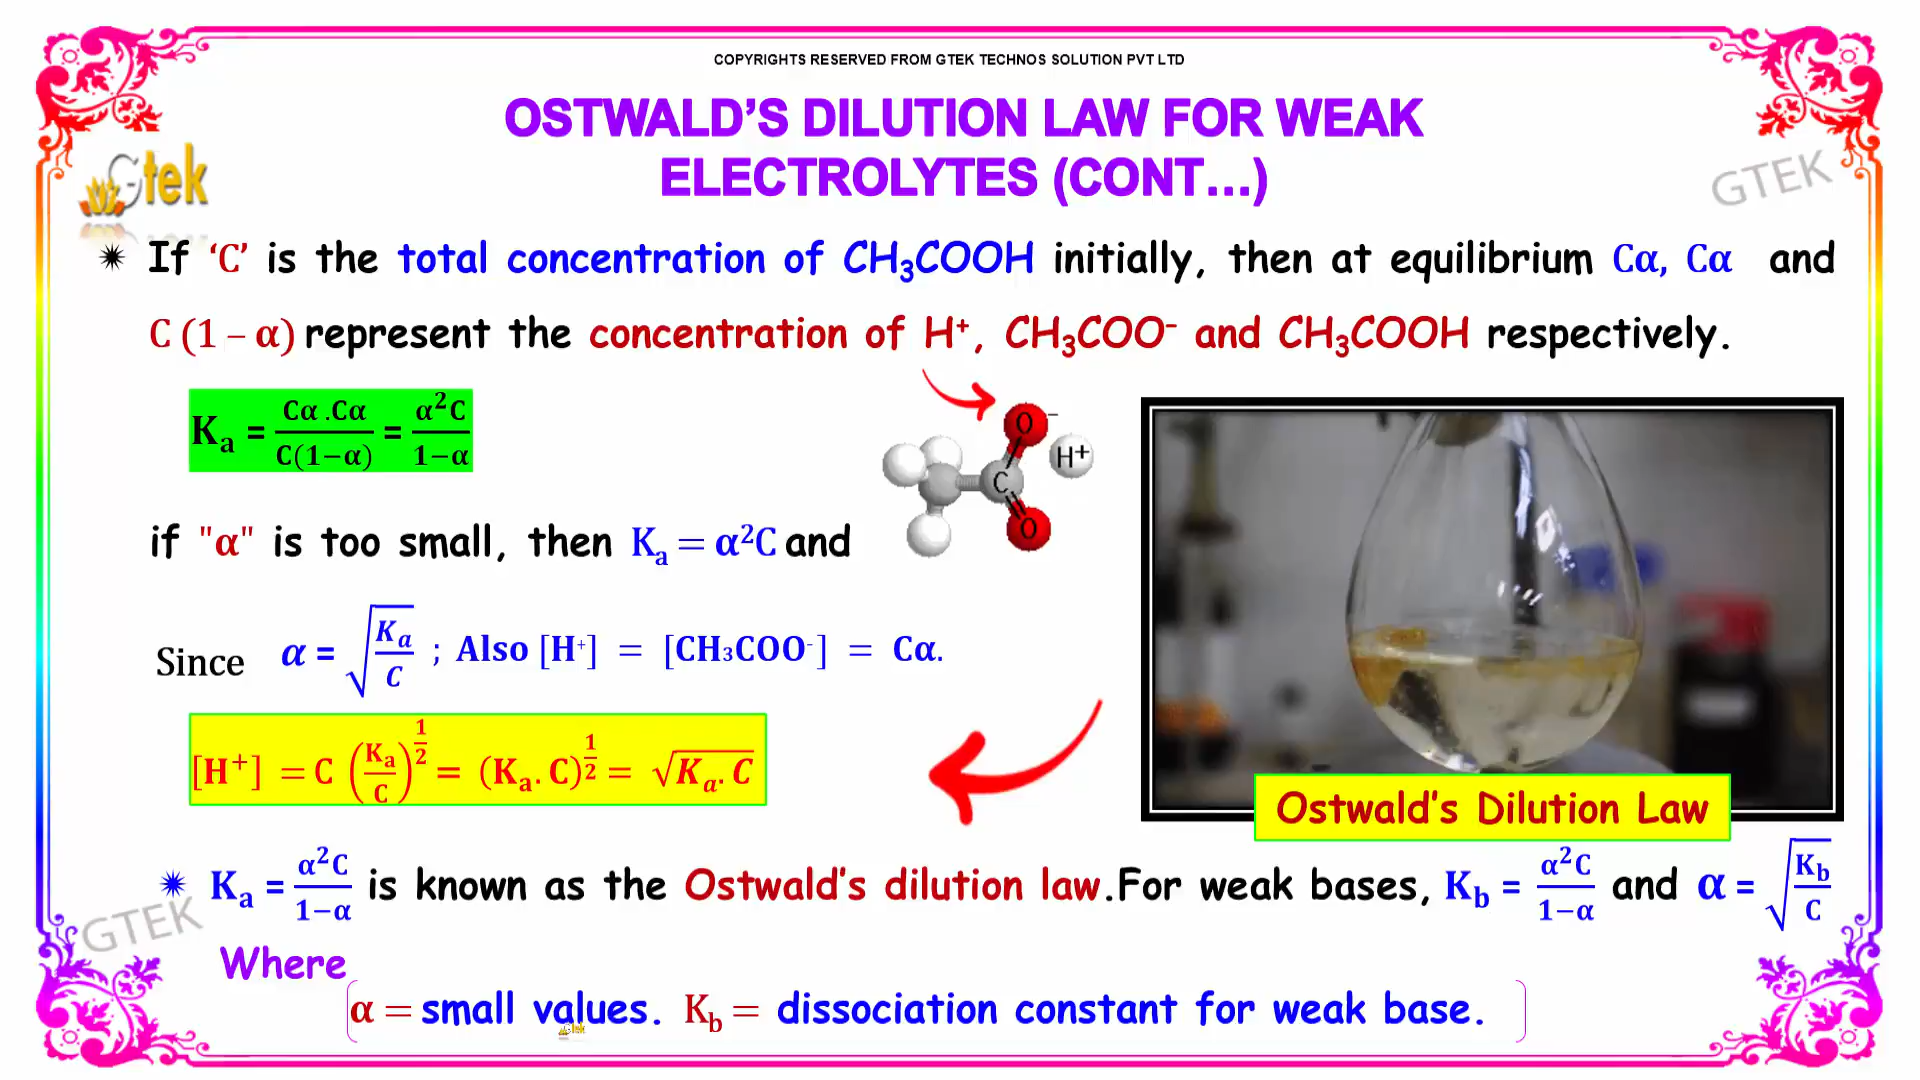 COPYRIGHTS RESERVED FROM GTEK TECHNOS SOLUTION PVT LTD
OSTWALD’S DILUTION LAW FOR WEAK
ELECTROLYTES (CONT…)
Gtek
GTEK
✷ If ‘C’ is the total concentration of CH₃COOH initially, then at equilibrium Cα, Cα and
C (1 – α) represent the concentration of H⁺, CH₃COO⁻ and CH₃COOH respectively.
Kₐ = Cα .Cα / C(1−α) = α²C / 1−α
O⁻
H⁺
C
O
if "α" is too small, then Kₐ = α²C and
Since α = √(Kₐ/C) ; Also [H⁺] = [CH₃COO⁻] = Cα.
[H⁺] = C (Kₐ/C)^½ = (Kₐ. C)^½ = √Kₐ. C
Ostwald’s Dilution Law
✷ Kₐ = α²C / 1−α is known as the Ostwald’s dilution law.For weak bases, K_b = α²C / 1−α and α = √(K_b/C)
GTEK
Where
α = small values. K_b = dissociation constant for weak base.
Gtek